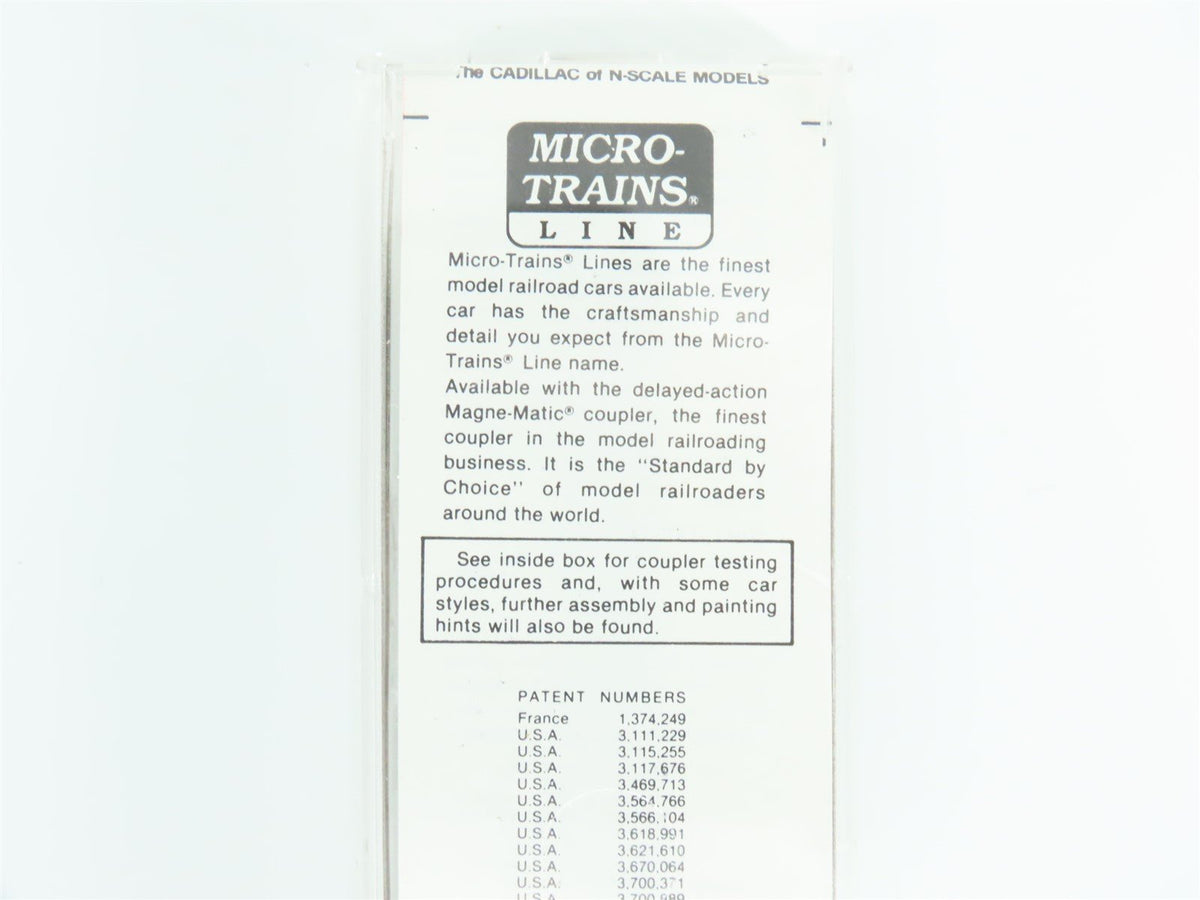 The CADILLAC of N-SCALE MODELS
MICRO-
TRAINS®
LINE
Micro-Trains® Lines are the finest
model railroad cars available. Every
car has the craftsmanship and
detail you expect from the Micro-
Trains® Line name.
Available with the delayed-action
Magne-Matic® coupler, the finest
coupler in the model railroading
business. It is the "Standard by
Choice" of model railroaders
around the world.
See inside box for coupler testing
procedures and, with some car
styles, further assembly and painting
hints will also be found.
PATENT NUMBERS
France 1,374,249
U.S.A. 3,111,229
U.S.A. 3,115,255
U.S.A. 3,117,676
U.S.A. 3,469,713
U.S.A. 3,564,766
U.S.A. 3,566,104
U.S.A. 3,618,991
U.S.A. 3,621,610
U.S.A. 3,670,064
U.S.A. 3,700,371
U.S.A.